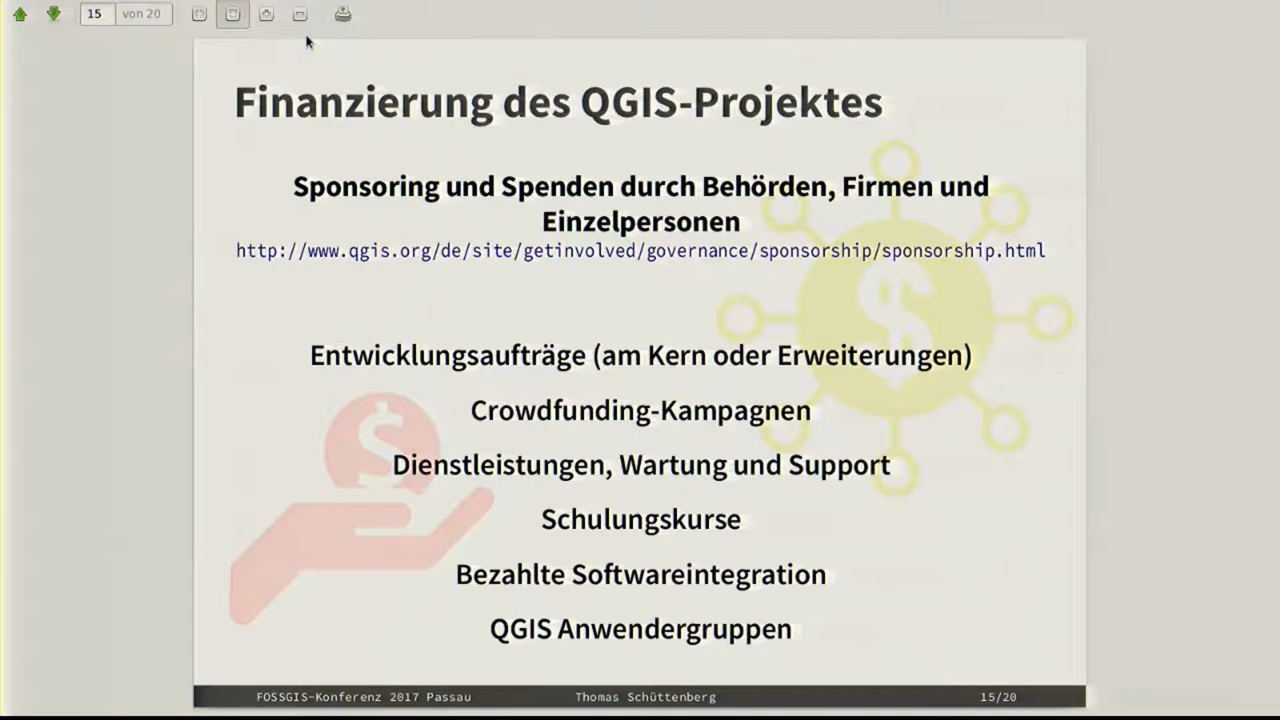 15 von 20
Finanzierung des QGIS-Projektes
Sponsoring und Spenden durch Behörden, Firmen und
Einzelpersonen
http://www.qgis.org/de/site/getinvolved/governance/sponsorship/sponsorship.html
Entwicklungsaufträge (am Kern oder Erweiterungen)
Crowdfunding-Kampagnen
Dienstleistungen, Wartung und Support
Schulungskurse
Bezahlte Softwareintegration
QGIS Anwendergruppen
FOSSGIS-Konferenz 2017 Passau Thomas Schüttenberg 15/20